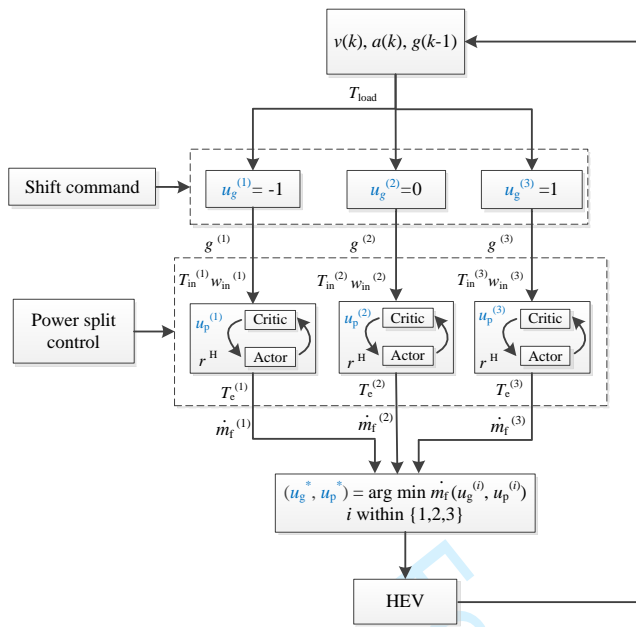 v(k), a(k), g(k-1)
T_load
Shift command
u_g^(1) = -1
u_g^(2) =0
u_g^(3) =1
g^(1)
g^(2)
g^(3)
T_in^(1) w_in^(1)
T_in^(2) w_in^(2)
T_in^(3) w_in^(3)
Power split
control
u_p^(1)
Critic
r^H
Actor
u_p^(2)
Critic
r^H
Actor
u_p^(3)
Critic
r^H
Actor
T_e^(1)
T_e^(2)
T_e^(3)
ṁ_f^(1)
ṁ_f^(2)
ṁ_f^(3)
(u_g^*, u_p^*) = arg min ṁ_f(u_g^(i), u_p^(i))
i within {1,2,3}
HEV